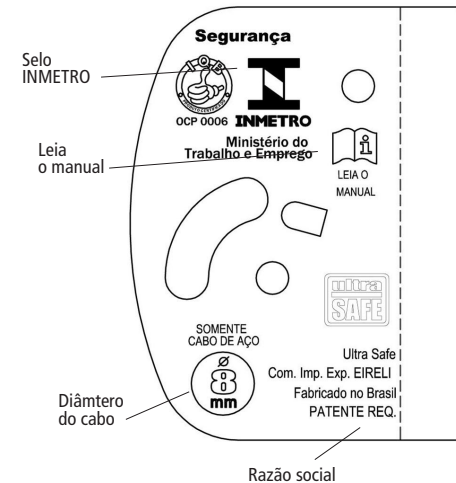 Segurança
Selo
INMETRO
OCP 0006 INMETRO
Ministério do
Trabalho e Emprego
Leia
o manual
LEIA O
MANUAL
ultra
SAFE
SOMENTE
CABO DE AÇO
Ø
8
mm
Diâmtero
do cabo
Ultra Safe
Com. Imp. Exp. EIRELI
Fabricado no Brasil
PATENTE REQ.
Razão social